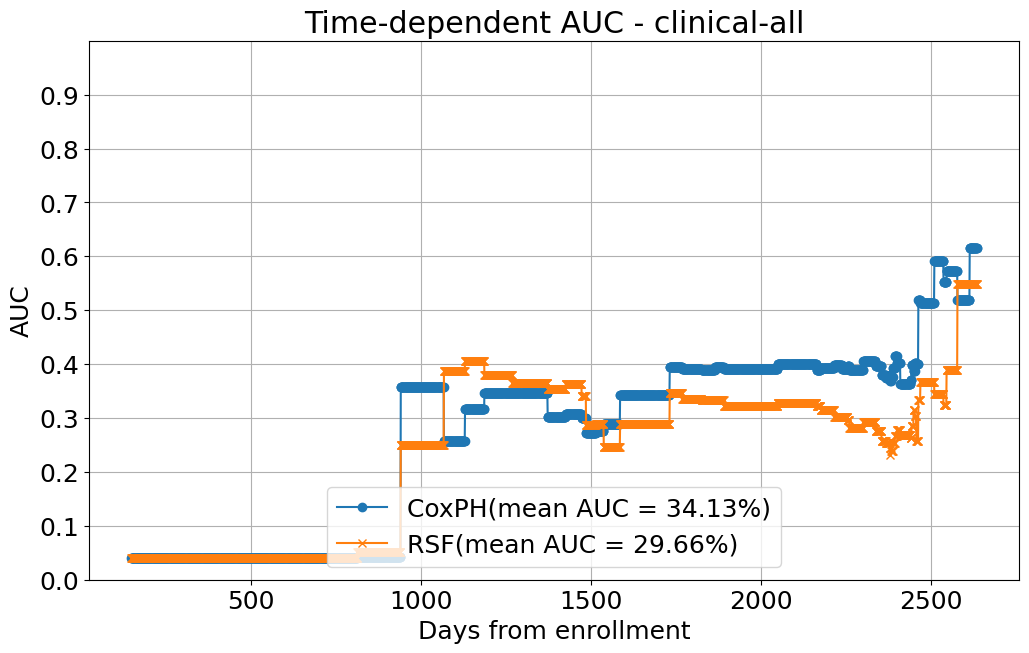 Time-dependent AUC - clinical-all
AUC
0.9
0.8
0.7
0.6
0.5
0.4
0.3
0.2
0.1
0.0
CoxPH(mean AUC = 34.13%)
RSF(mean AUC = 29.66%)
500 1000 1500 2000 2500
Days from enrollment